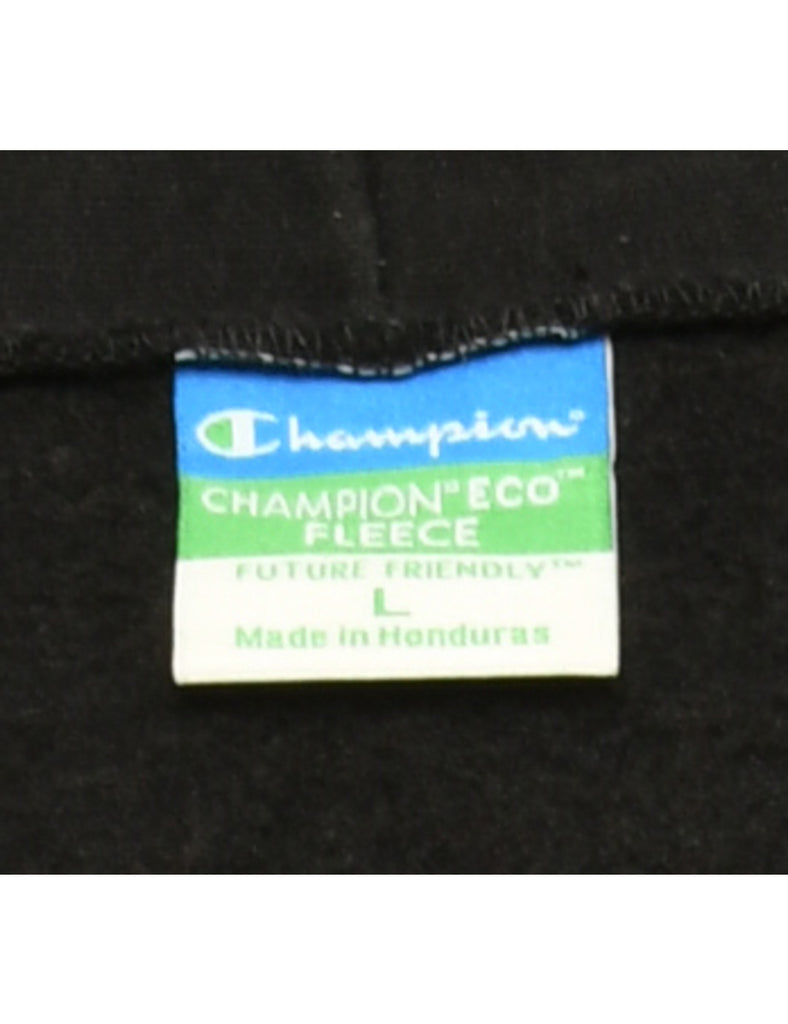 Champion®
CHAMPION® ECO™
FLEECE
FUTURE FRIENDLY™
L
Made in Honduras